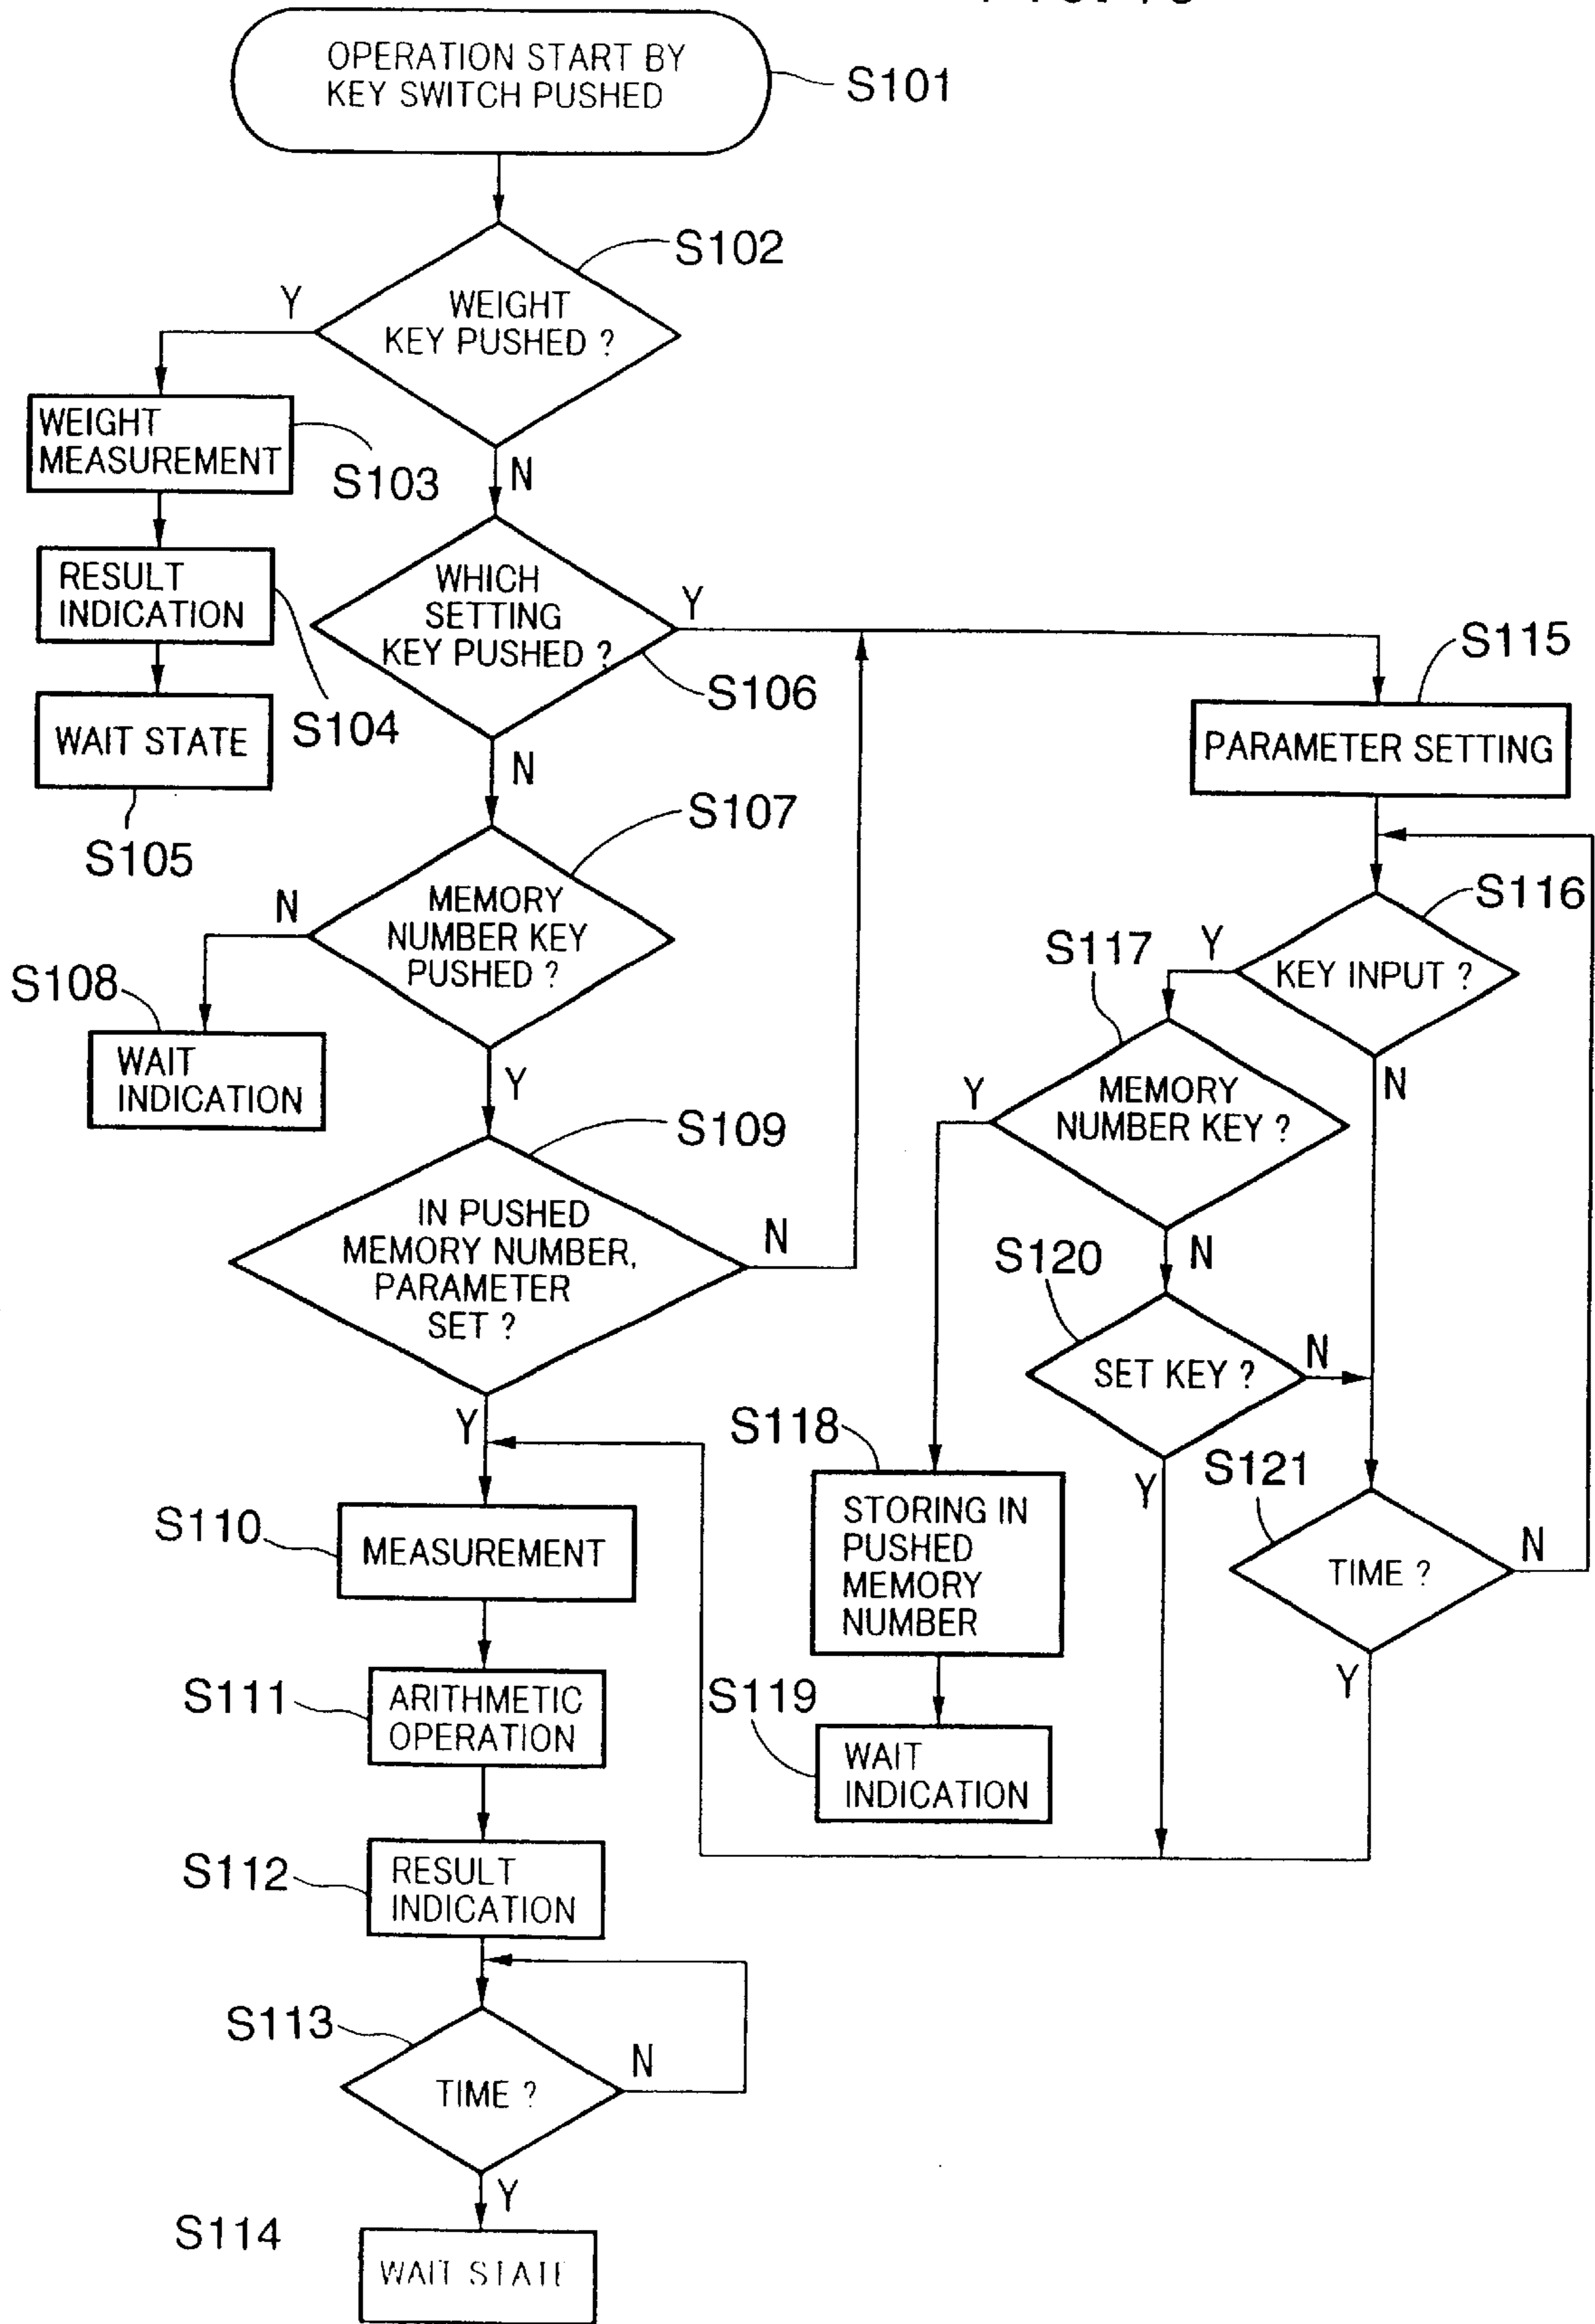 OPERATION START BY
KEY SWITCH PUSHED
S101
S102
Y
WEIGHT
KEY PUSHED ?
WEIGHT
MEASUREMENT
S103
N
RESULT
INDICATION
S104
WHICH
SETTING
KEY PUSHED ?
Y
S106
S115
WAIT STATE
S105
PARAMETER SETTING
N
S107
N
MEMORY
NUMBER KEY
PUSHED ?
S108
WAIT
INDICATION
Y
S116
S117
Y
KEY INPUT ?
N
Y
MEMORY
NUMBER KEY ?
S109
IN PUSHED
MEMORY NUMBER,
PARAMETER
SET ?
N
N
S120
SET KEY ?
N
Y
S118
Y
S121
S110
MEASUREMENT
STORING IN
PUSHED
MEMORY
NUMBER
TIME ?
N
Y
S111
ARITHMETIC
OPERATION
S119
WAIT
INDICATION
S112
RESULT
INDICATION
S113
TIME ?
N
Y
S114
WAIT STATE